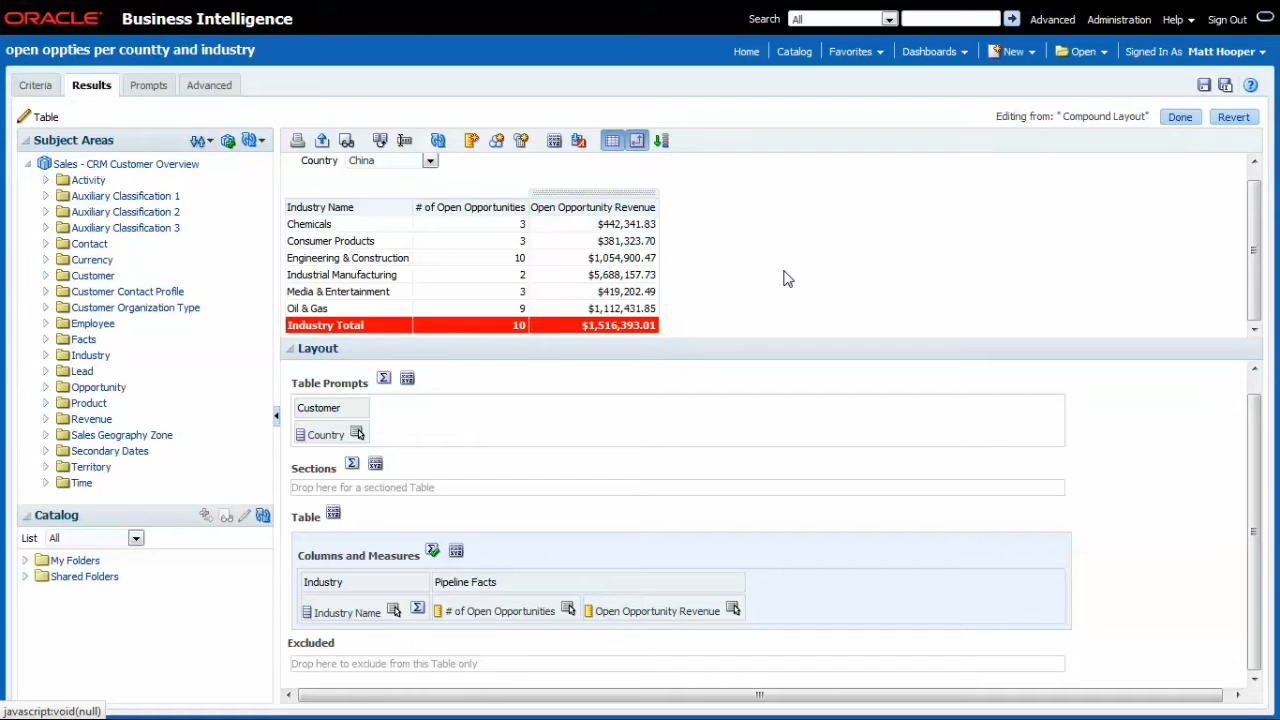 ORACLE Business Intelligence Search All Advanced Administration Help Sign Out
open oppties per countty and industry Home Catalog Favorites Dashboards New Open Signed In As Matt Hooper
Criteria Results Prompts Advanced
Table Editing from: " Compound Layout" Done Revert
Subject Areas
Sales - CRM Customer Overview
Activity
Auxiliary Classification 1
Auxiliary Classification 2
Auxiliary Classification 3
Contact
Currency
Customer
Customer Contact Profile
Customer Organization Type
Employee
Facts
Industry
Lead
Opportunity
Product
Revenue
Sales Geography Zone
Secondary Dates
Territory
Time
Catalog
List All
My Folders
Shared Folders
Country China
Industry Name # of Open Opportunities Open Opportunity Revenue
Chemicals 3 $442,341.83
Consumer Products 3 $381,323.70
Engineering & Construction 10 $1,054,900.47
Industrial Manufacturing 2 $5,688,157.73
Media & Entertainment 3 $419,202.49
Oil & Gas 9 $1,112,431.85
Industry Total 10 $1,516,393.01
Layout
Table Prompts
Customer
Country
Sections
Drop here for a sectioned Table
Table
Columns and Measures
Industry Pipeline Facts
Industry Name # of Open Opportunities Open Opportunity Revenue
Excluded
Drop here to exclude from this Table only
javascript:void(null)